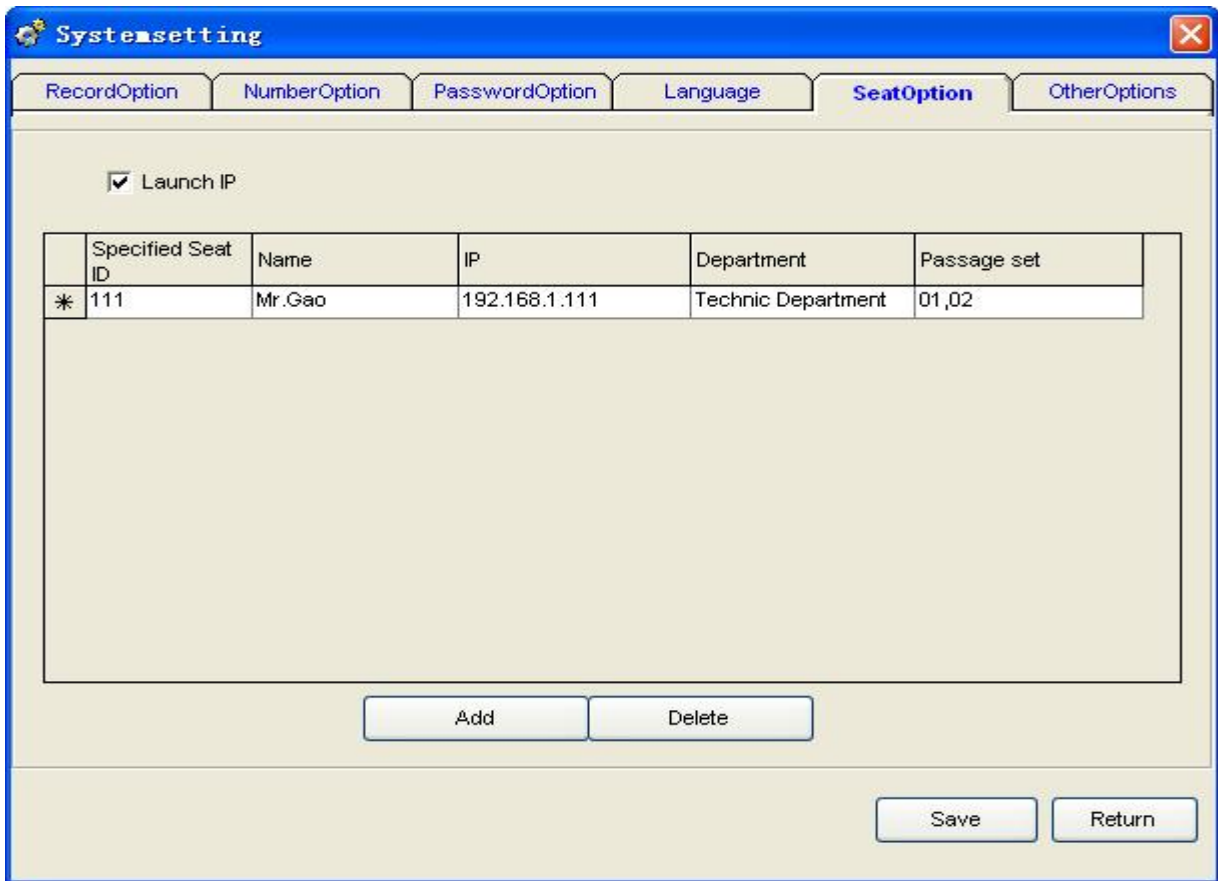 Systemsetting
RecordOption NumberOption PasswordOption Language SeatOption OtherOptions
Launch IP
Specified Seat ID Name IP Department Passage set
111 Mr.Gao 192.168.1.111 Technic Department 01,02
Add Delete
Save Return